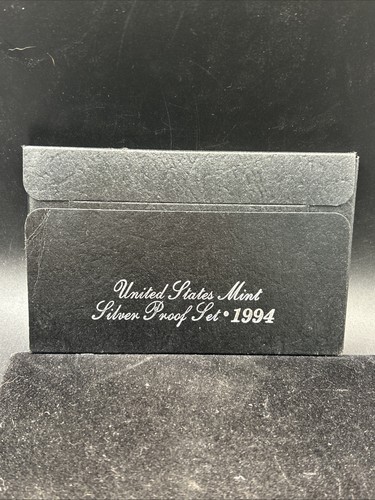 United States Mint
Silver Proof Set • 1994